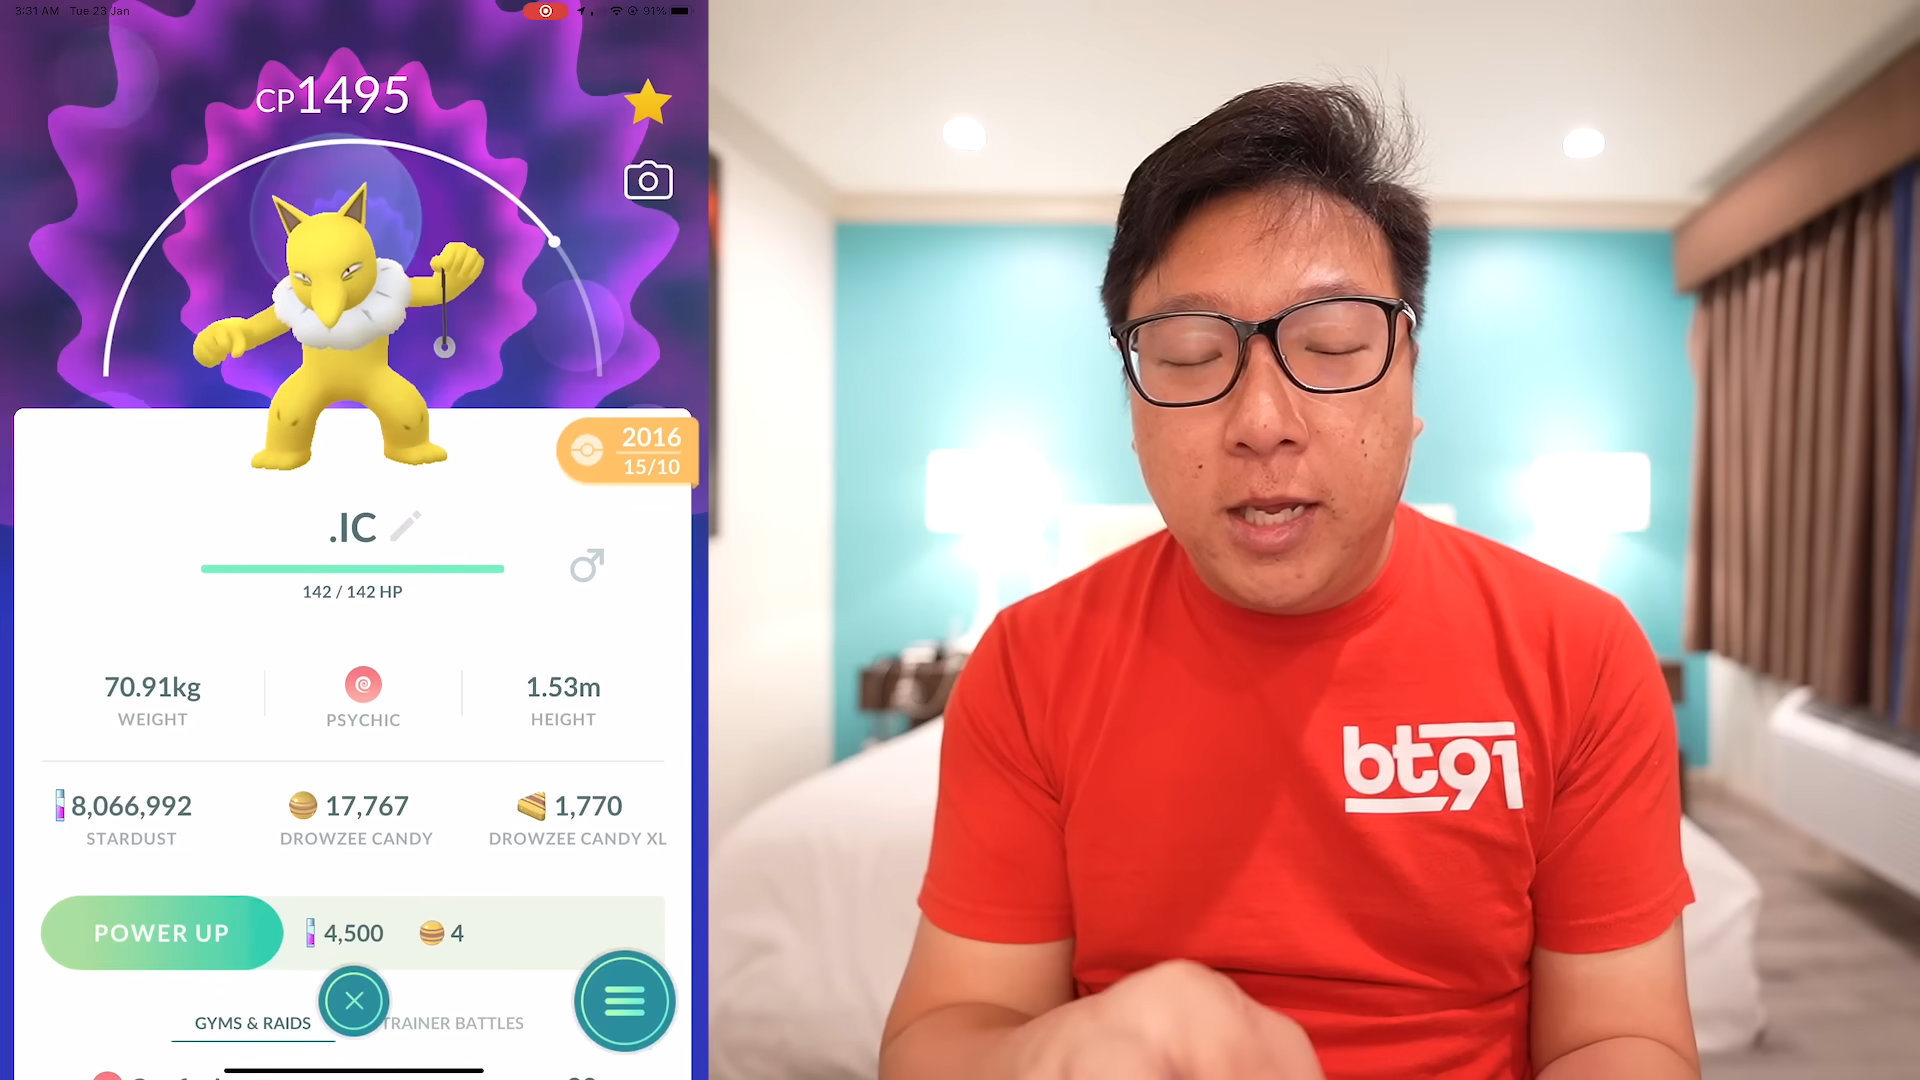 3:31 AM Tue 23 Jan
91%
CP1495
2016
15/10
.IC
142 / 142 HP
70.91kg
WEIGHT
PSYCHIC
1.53m
HEIGHT
8,066,992
STARDUST
17,767
DROWZEE CANDY
1,770
DROWZEE CANDY XL
POWER UP
4,500
4
GYMS & RAIDS
TRAINER BATTLES
bt91